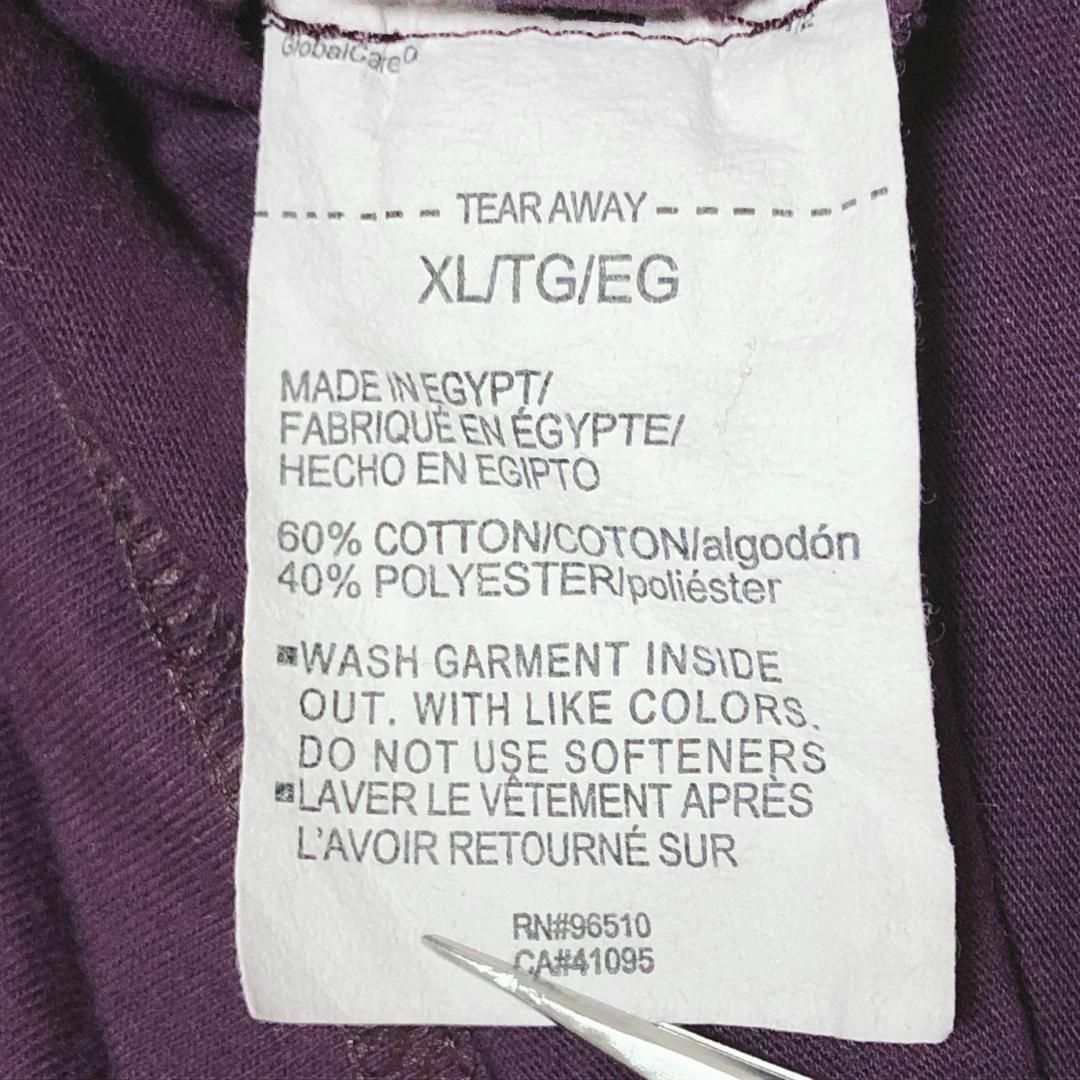 GlobalCare
TEAR AWAY
XL/TG/EG
MADE IN EGYPT/
FABRIQUÉ EN ÉGYPTE/
HECHO EN EGIPTO
60% COTTON/COTON/algodón
40% POLYESTER/poliéster
WASH GARMENT INSIDE
OUT. WITH LIKE COLORS.
DO NOT USE SOFTENERS
LAVER LE VÊTEMENT APRÈS
L'AVOIR RETOURNÉ SUR
RN#96510
CA#41095